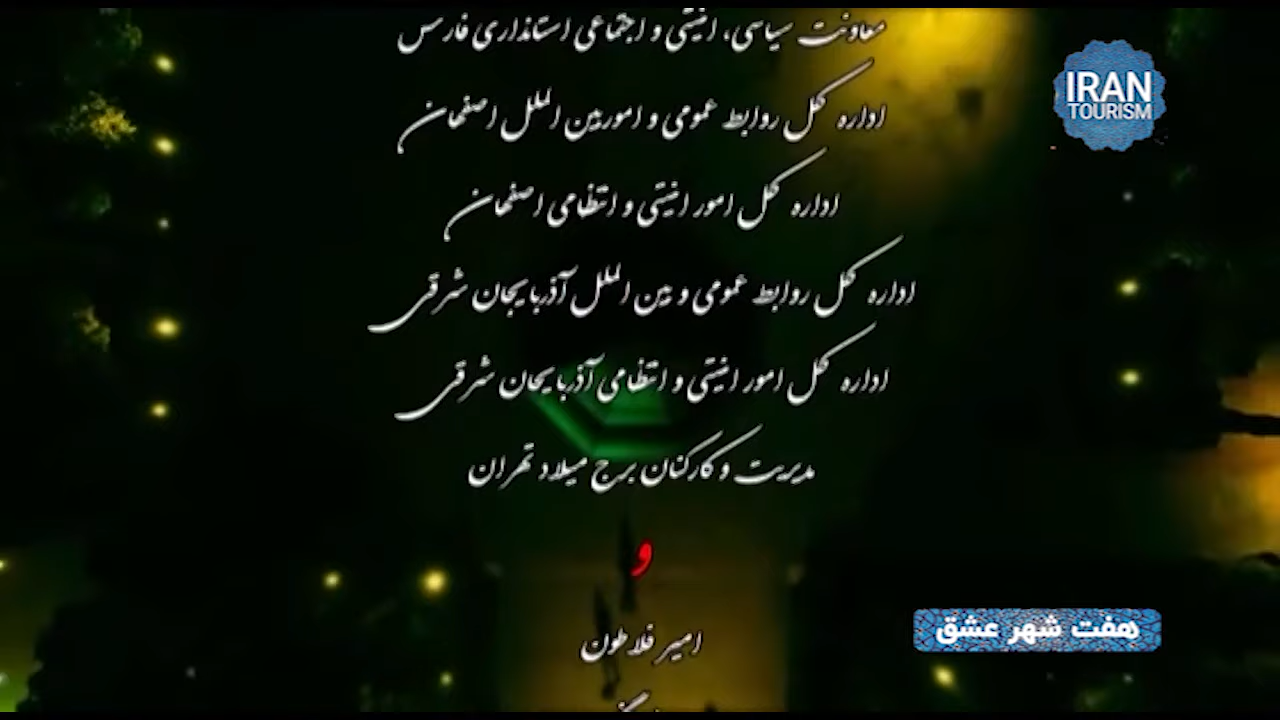 معاونت سیاسی، امنیتی و اجتماعی استانداری فارس
IRAN
TOURISM
اداره کل روابط عمومی و امور بین الملل اصفهان
اداره کل امور امنیتی و انتظامی اصفهان
اداره کل روابط عمومی و بین الملل آذربایجان شرقی
اداره کل امور امنیتی و انتظامی آذربایجان شرقی
مدیریت و کارکنان برج میلاد تهران
و
امیر فلاطون
هفت شهر عشق